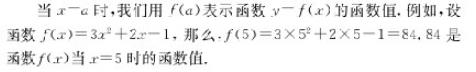 当 x=a 时,我们用 f(a)表示函数 y=f(x)的函数值. 例如,设
函数 f(x)=3x²+2x-1, 那么. f(5)=3×5²+2×5-1=84, 84 是
函数f(x)当 x=5 时的函数值.